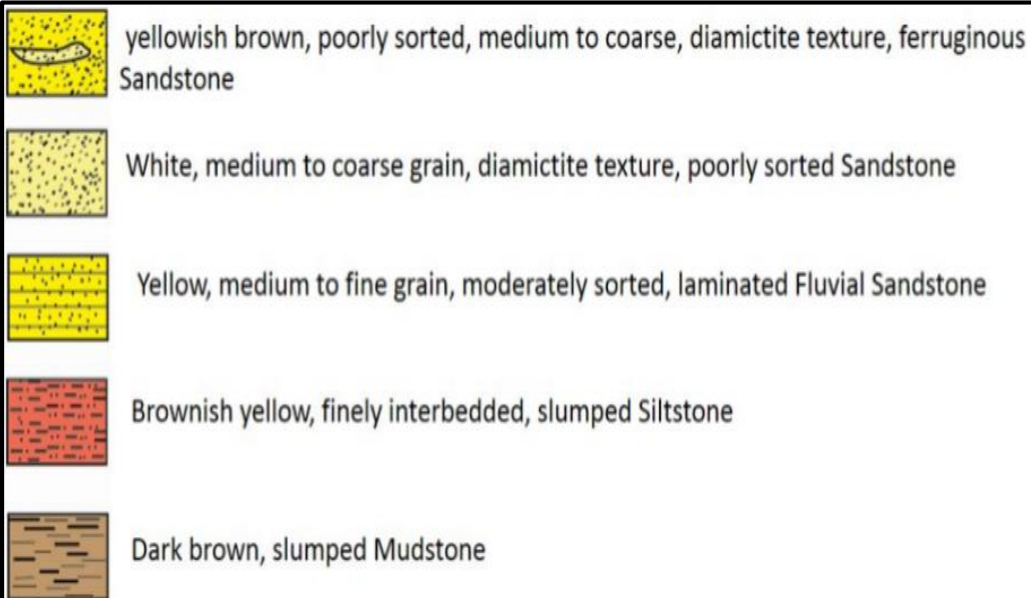 yellowish brown, poorly sorted, medium to coarse, diamictite texture, ferruginous
Sandstone
White, medium to coarse grain, diamictite texture, poorly sorted Sandstone
Yellow, medium to fine grain, moderately sorted, laminated Fluvial Sandstone
Brownish yellow, finely interbedded, slumped Siltstone
Dark brown, slumped Mudstone